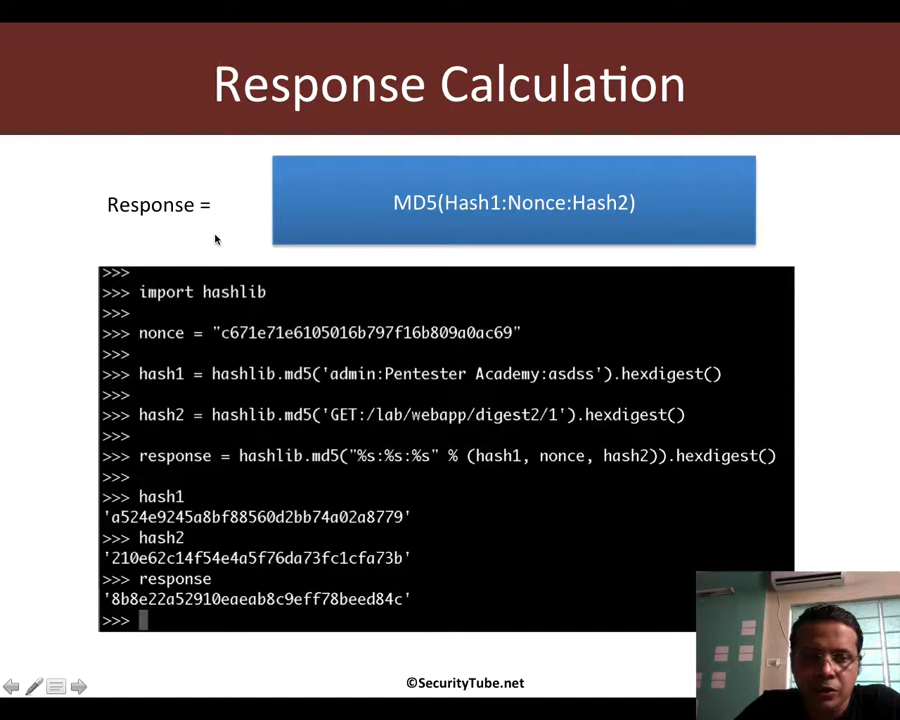 Response Calculation
Response =
MD5(Hash1:Nonce:Hash2)
>>>
>>> import hashlib
>>>
>>> nonce = "c671e71e6105016b797f16b809a0ac69"
>>>
>>> hash1 = hashlib.md5('admin:Pentester Academy:asdss').hexdigest()
>>>
>>> hash2 = hashlib.md5('GET:/lab/webapp/digest2/1').hexdigest()
>>>
>>> response = hashlib.md5("%s:%s:%s" % (hash1, nonce, hash2)).hexdigest()
>>>
>>> hash1
'a524e9245a8bf88560d2bb74a02a8779'
>>> hash2
'210e62c14f54e4a5f76da73fc1cfa73b'
>>> response
'8b8e22a52910eaeab8c9eff78beed84c'
>>>
©SecurityTube.net